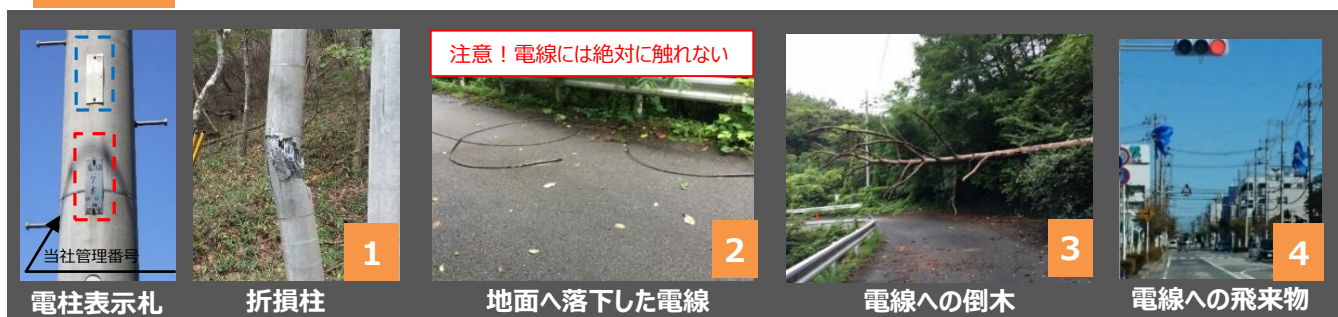 注意！電線には絶対に触れない
当社管理番号
1
2
3
4
電柱表示札
折損柱
地面へ落下した電線
電線への倒木
電線への飛来物